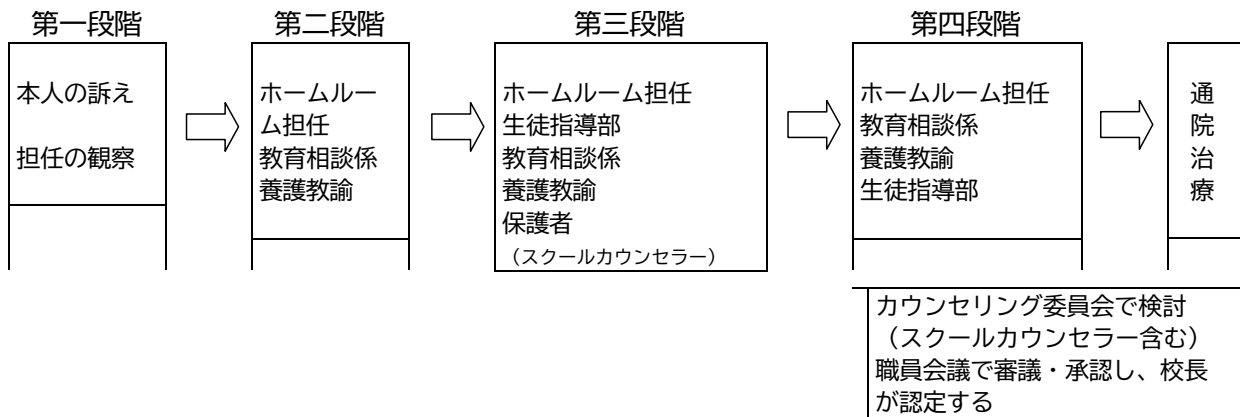 第一段階
本人の訴え
担任の観察
第二段階
ホームルー
ム担任
教育相談係
養護教諭
第三段階
ホームルーム担任
生徒指導部
教育相談係
養護教諭
保護者
（スクールカウンセラー）
第四段階
ホームルーム担任
教育相談係
養護教諭
生徒指導部
通
院
治
療
カウンセリング委員会で検討
（スクールカウンセラー含む）
職員会議で審議・承認し、校長
が認定する